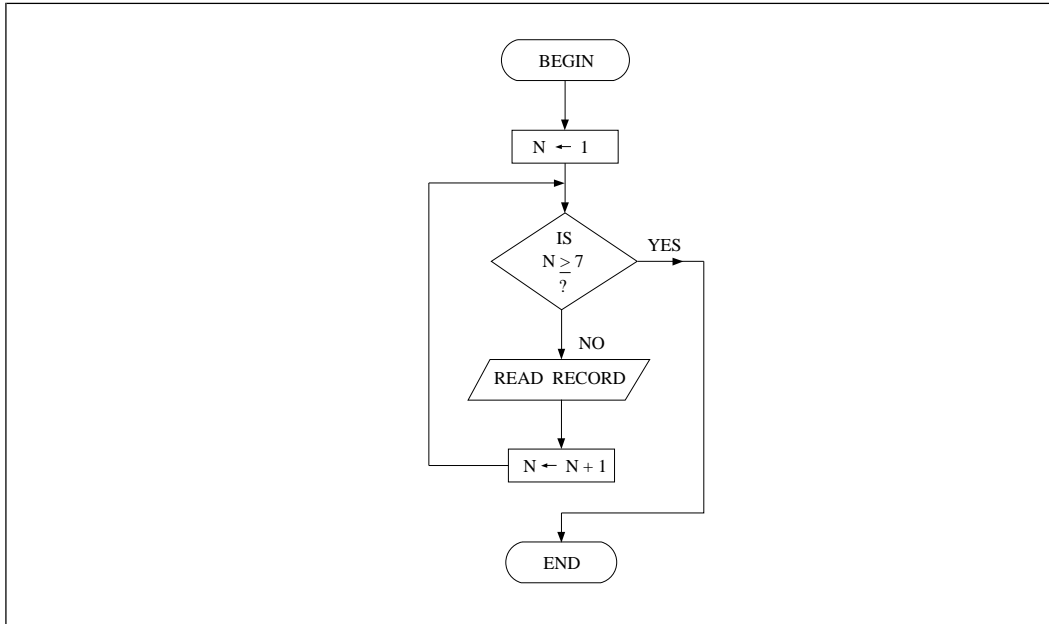 BEGIN
N ← 1
IS
N ≥ 7
?
YES
NO
READ RECORD
N ← N + 1
END